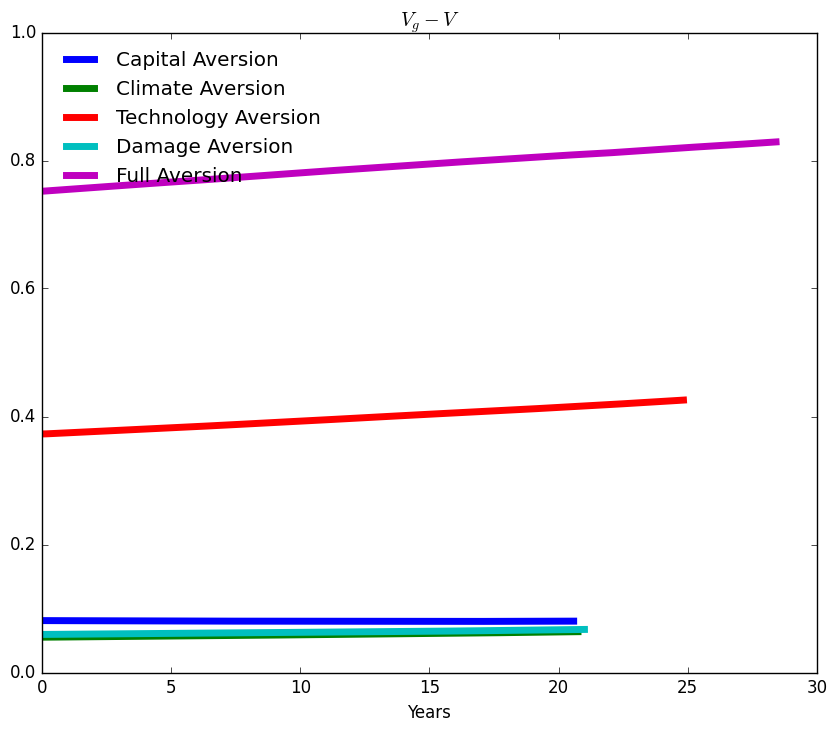 V_g − V
1.0
Capital Aversion
Climate Aversion
Technology Aversion
Damage Aversion
Full Aversion
0.8
0.6
0.4
0.2
0.0
0 5 10 15 20 25 30
Years